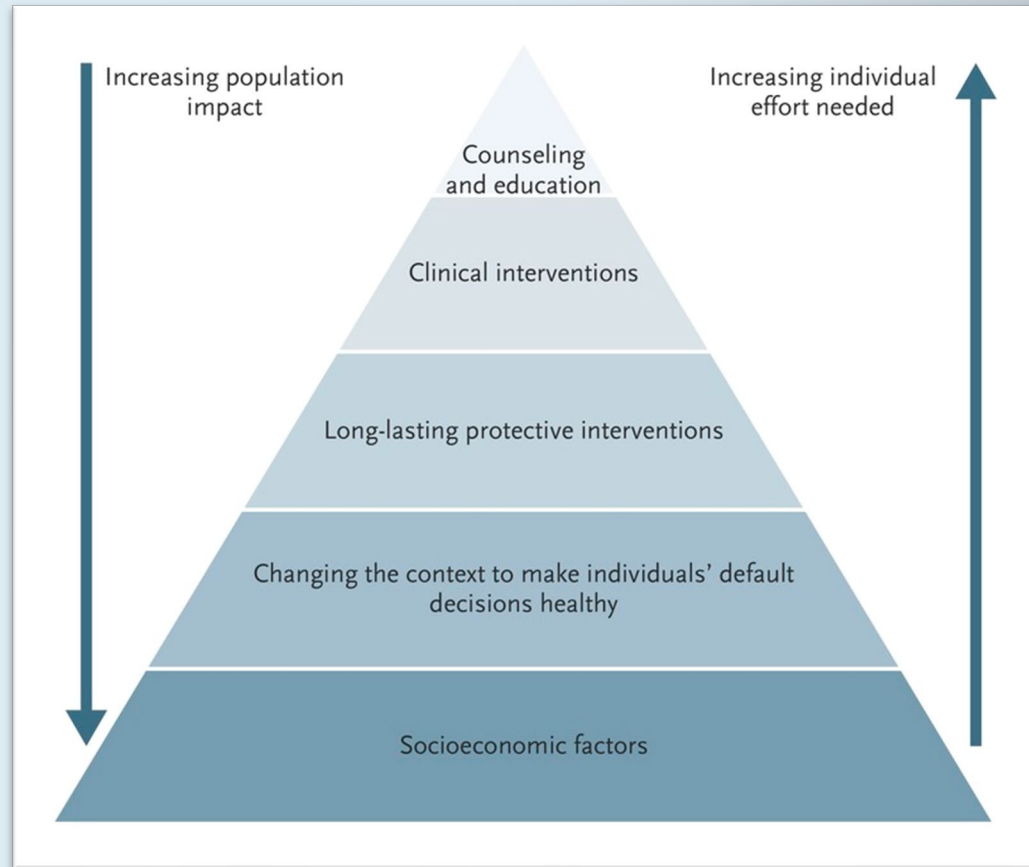 Increasing population
impact
Increasing individual
effort needed
Counseling
and education
Clinical interventions
Long-lasting protective interventions
Changing the context to make individuals’ default
decisions healthy
Socioeconomic factors